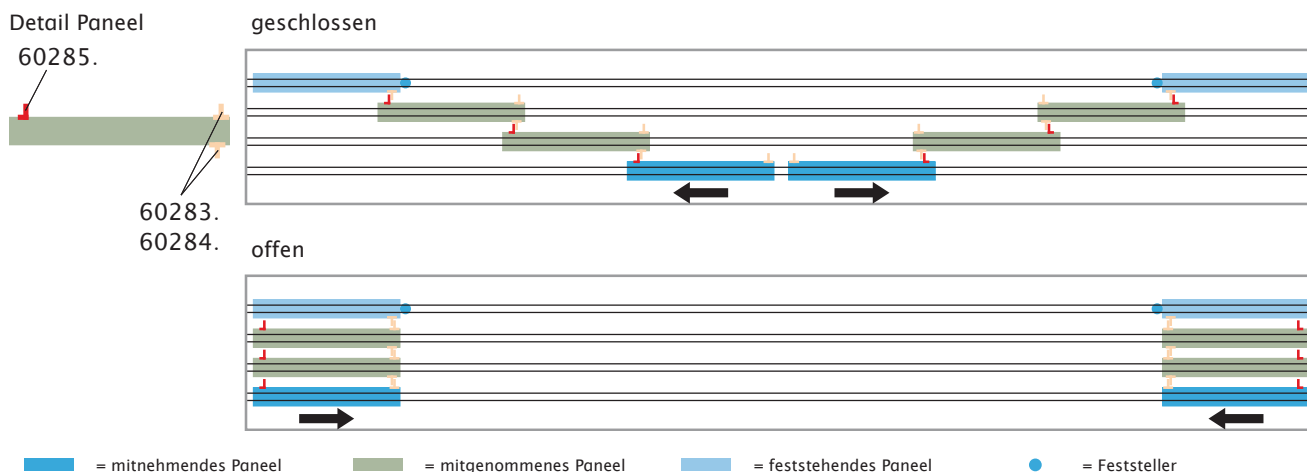 Detail Paneel
60285.
60283.
60284.
geschlossen
offen
= mitnehmendes Paneel
= mitgenommenes Paneel
= feststehendes Paneel
= Feststeller